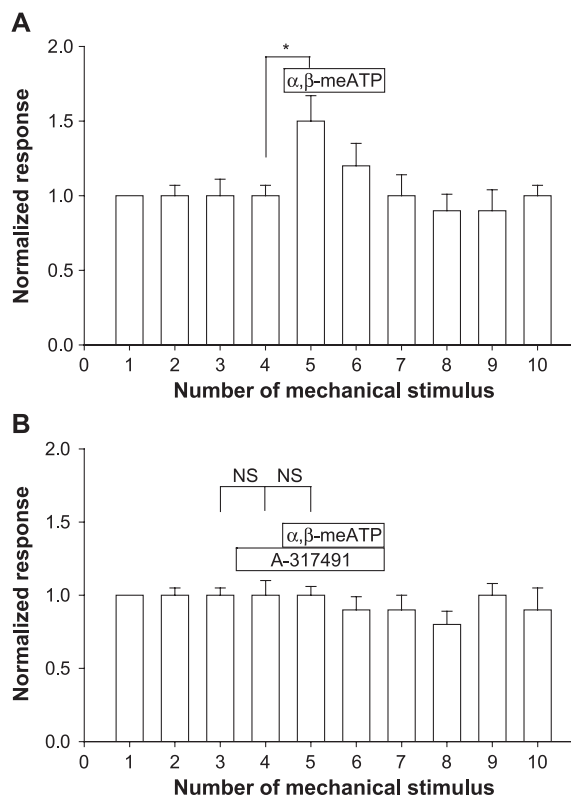 A
2.0
*
α,β-meATP
1.5
1.0
0.5
0.0
Normalized response
0 1 2 3 4 5 6 7 8 9 10
Number of mechanical stimulus
B
2.0
NS NS
1.5
α,β-meATP
A-317491
1.0
0.5
0.0
Normalized response
0 1 2 3 4 5 6 7 8 9 10
Number of mechanical stimulus